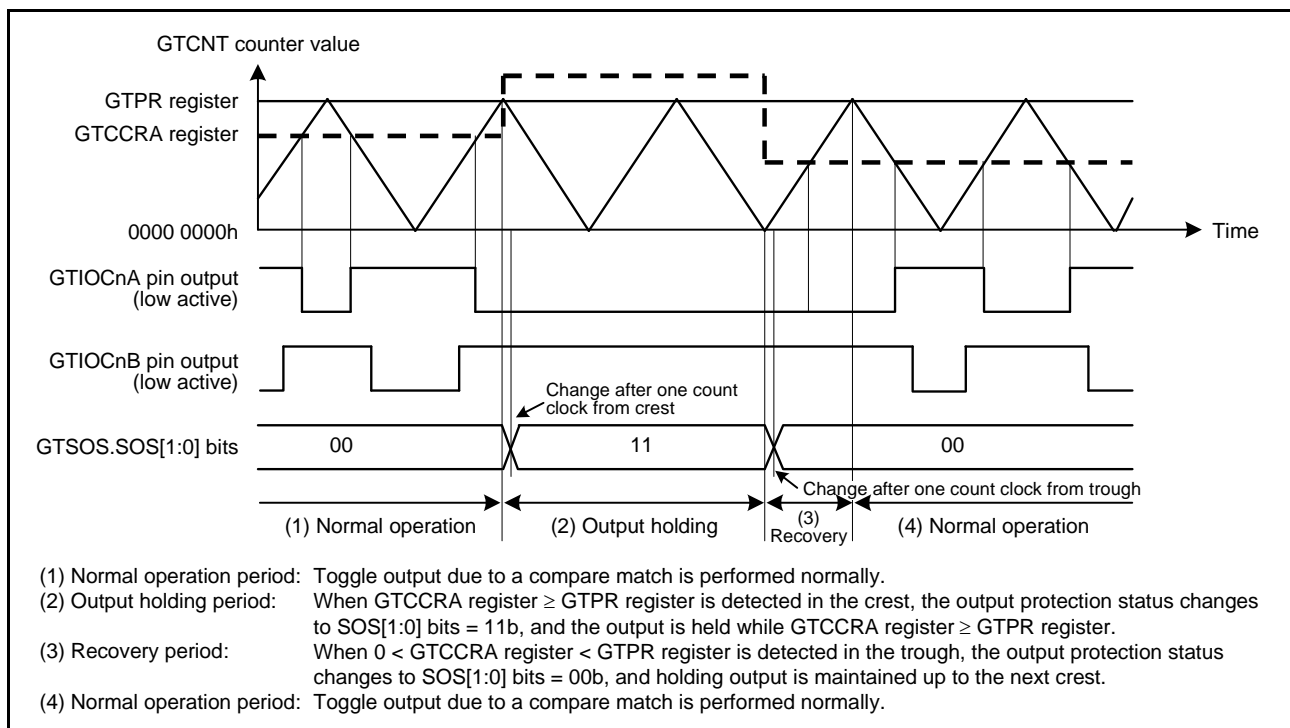 GTCNT counter value
GTPR register
GTCCRA register
0000 0000h
Time
GTIOCnA pin output
(low active)
GTIOCnB pin output
(low active)
Change after one count
clock from crest
GTSOS.SOS[1:0] bits
00
11
00
Change after one count clock from trough
(1) Normal operation
(2) Output holding
(3)
Recovery
(4) Normal operation
(1) Normal operation period: Toggle output due to a compare match is performed normally.
(2) Output holding period: When GTCCRA register ≥ GTPR register is detected in the crest, the output protection status changes
to SOS[1:0] bits = 11b, and the output is held while GTCCRA register ≥ GTPR register.
(3) Recovery period: When 0 < GTCCRA register < GTPR register is detected in the trough, the output protection status
changes to SOS[1:0] bits = 00b, and holding output is maintained up to the next crest.
(4) Normal operation period: Toggle output due to a compare match is performed normally.